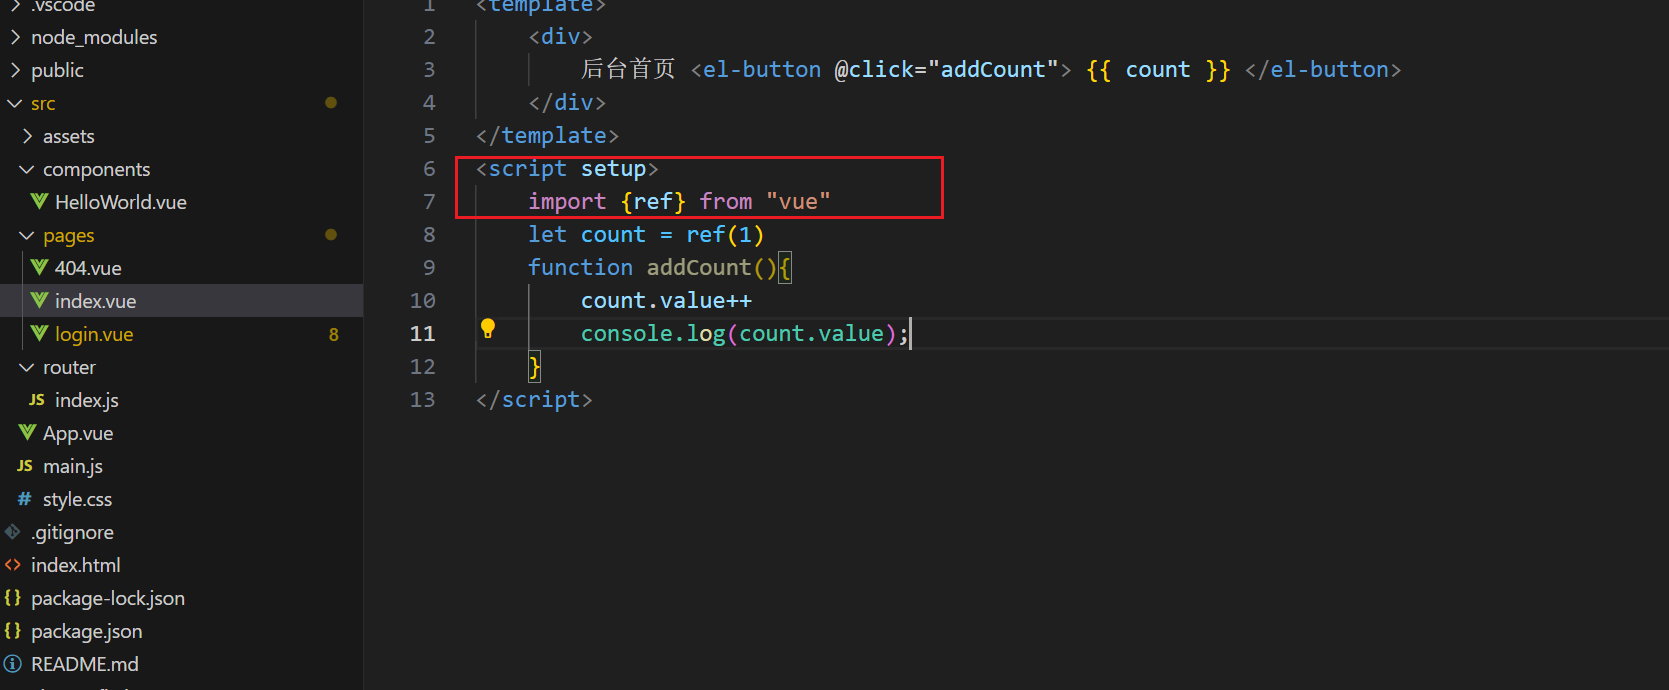 .vscode
node_modules
public
src
assets
components
HelloWorld.vue
pages
404.vue
index.vue
login.vue 8
router
index.js
App.vue
main.js
style.css
.gitignore
index.html
package-lock.json
package.json
README.md
1 <template>
2 <div>
3 后台首页 <el-button @click="addCount"> {{ count }} </el-button>
4 </div>
5 </template>
6 <script setup>
7 import {ref} from "vue"
8 let count = ref(1)
9 function addCount(){
10 count.value++
11 console.log(count.value);
12 }
13 </script>